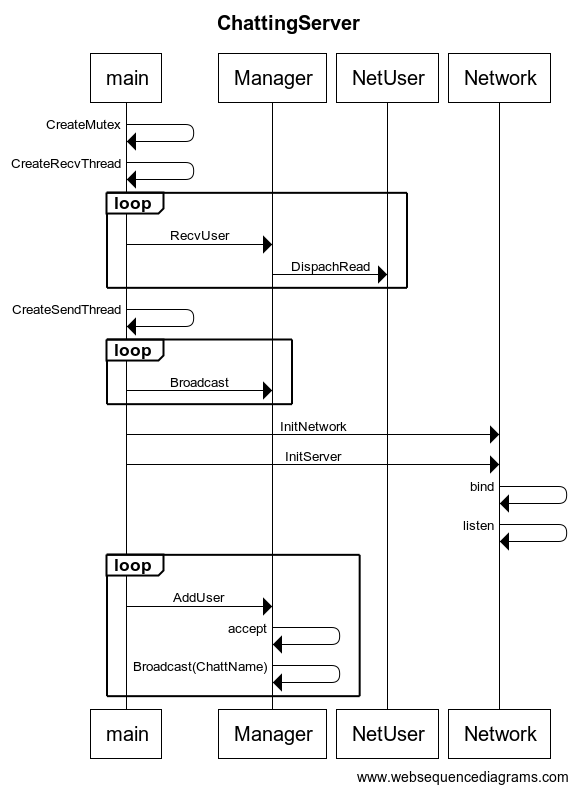 ChattingServer
main
Manager
NetUser
Network
CreateMutex
CreateRecvThread
loop
RecvUser
DispachRead
CreateSendThread
loop
Broadcast
InitNetwork
InitServer
bind
listen
loop
AddUser
accept
Broadcast(ChattName)
main
Manager
NetUser
Network
www.websequencediagrams.com